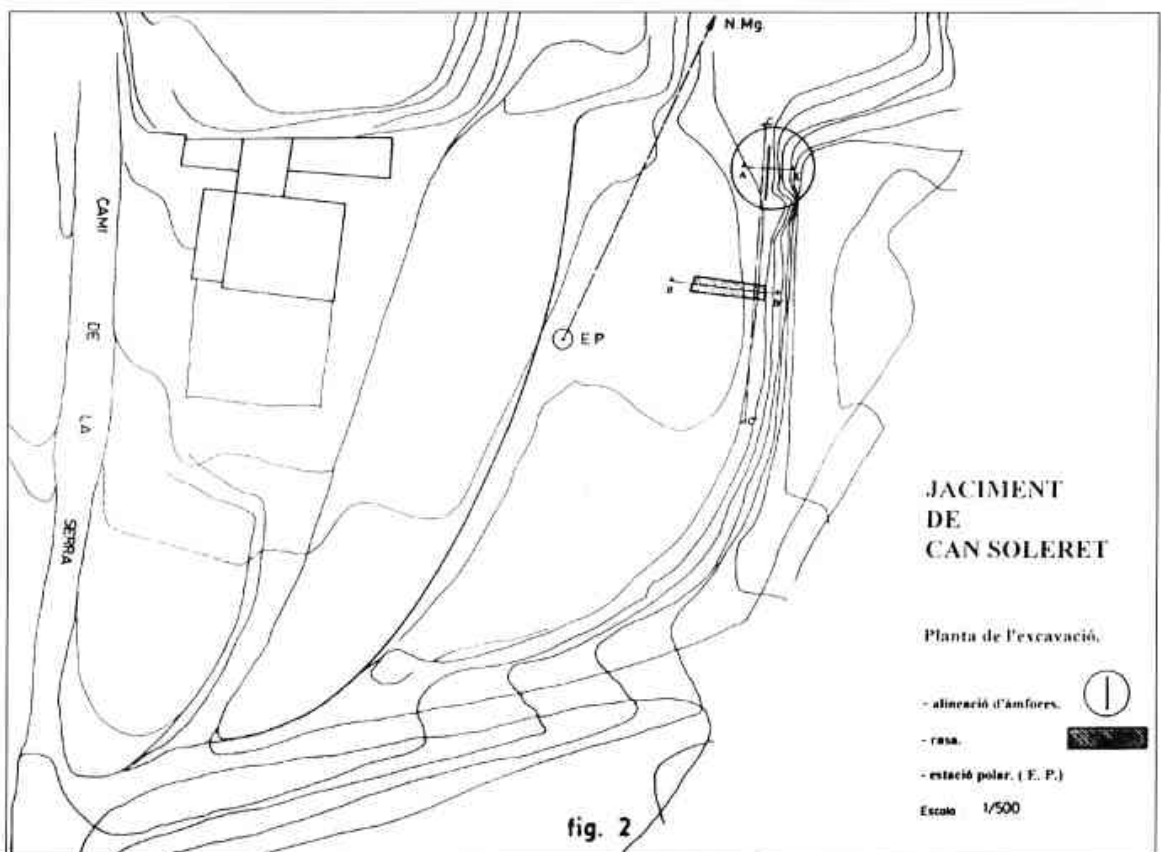 N.Mg.
A
E P
CAMI DE LA SERRA
JACIMENT
DE
CAN SOLERET
Planta de l'excavació.
- alineació d'àmfores.
- rasa.
- estació polar. ( E. P.)
Escala 1/500
fig. 2